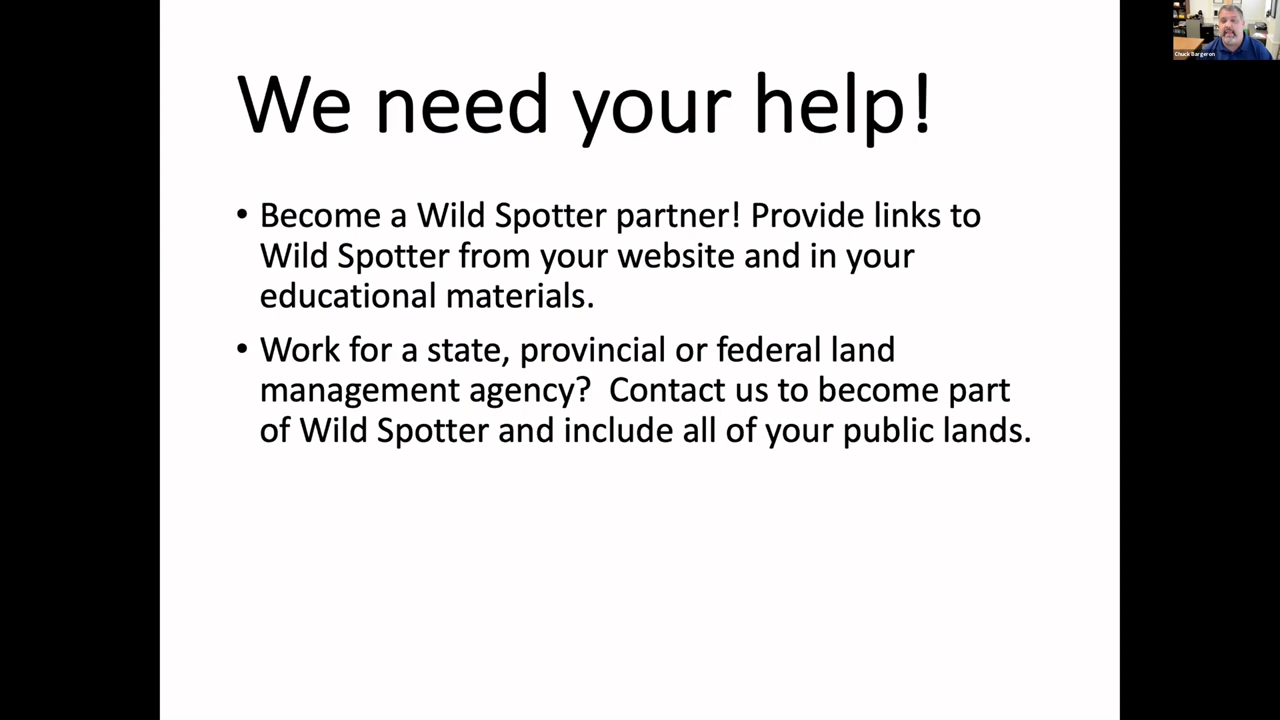 We need your help!
• Become a Wild Spotter partner! Provide links to
Wild Spotter from your website and in your
educational materials.
• Work for a state, provincial or federal land
management agency?  Contact us to become part
of Wild Spotter and include all of your public lands.
Chuck Bargeron